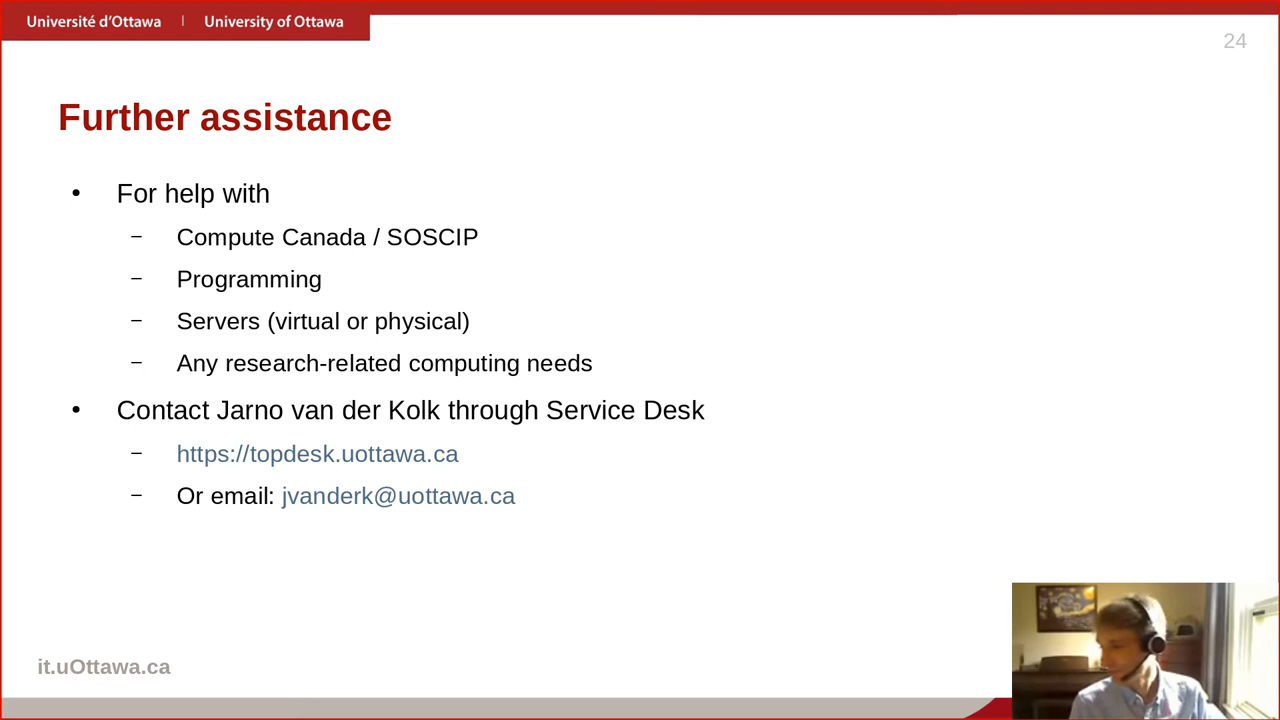 Université d'Ottawa | University of Ottawa
24
Further assistance
• For help with
– Compute Canada / SOSCIP
– Programming
– Servers (virtual or physical)
– Any research-related computing needs
• Contact Jarno van der Kolk through Service Desk
– https://topdesk.uottawa.ca
– Or email: jvanderk@uottawa.ca
it.uOttawa.ca